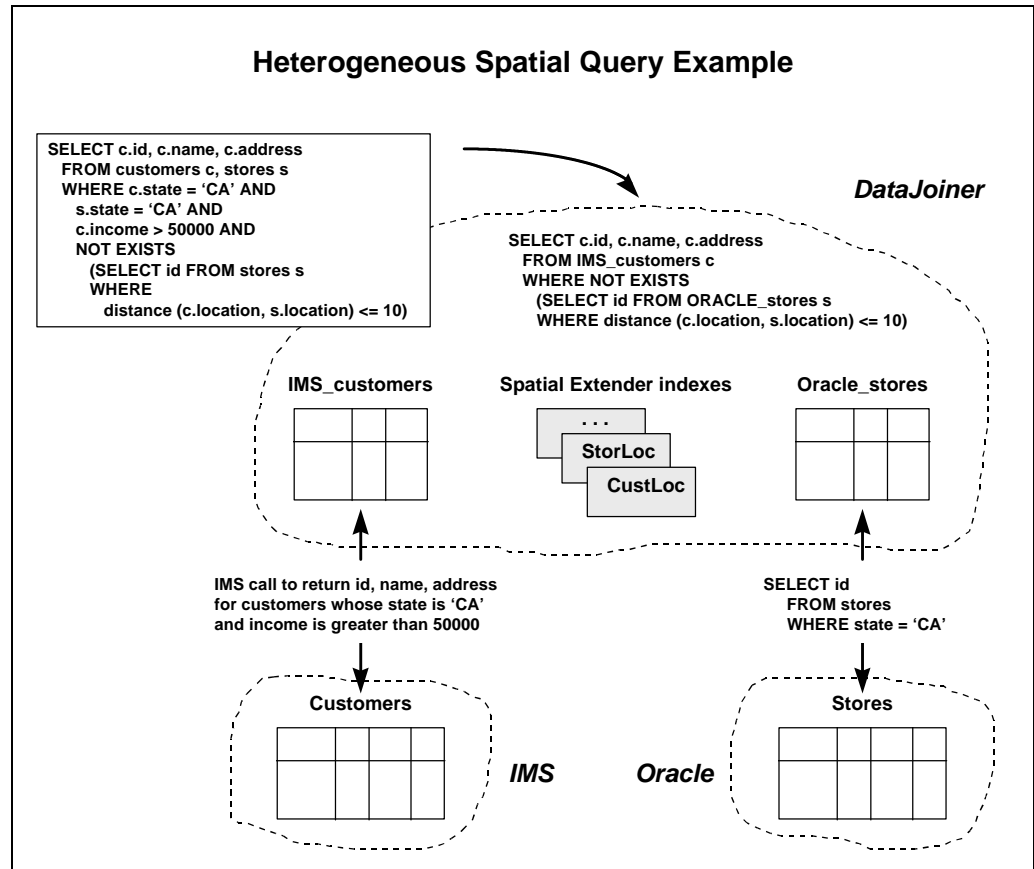 Heterogeneous Spatial Query Example
SELECT c.id, c.name, c.address
FROM customers c, stores s
WHERE c.state = ‘CA’ AND
s.state = ‘CA’ AND
c.income > 50000 AND
NOT EXISTS
(SELECT id FROM stores s
WHERE
distance (c.location, s.location) <= 10)
DataJoiner
SELECT c.id, c.name, c.address
FROM IMS_customers c
WHERE NOT EXISTS
(SELECT id FROM ORACLE_stores s
WHERE distance (c.location, s.location) <= 10)
IMS_customers
Spatial Extender indexes
Oracle_stores
. . .
StorLoc
CustLoc
IMS call to return id, name, address
for customers whose state is ‘CA’
and income is greater than 50000
SELECT id
FROM stores
WHERE state = ‘CA’
Customers
Stores
IMS
Oracle